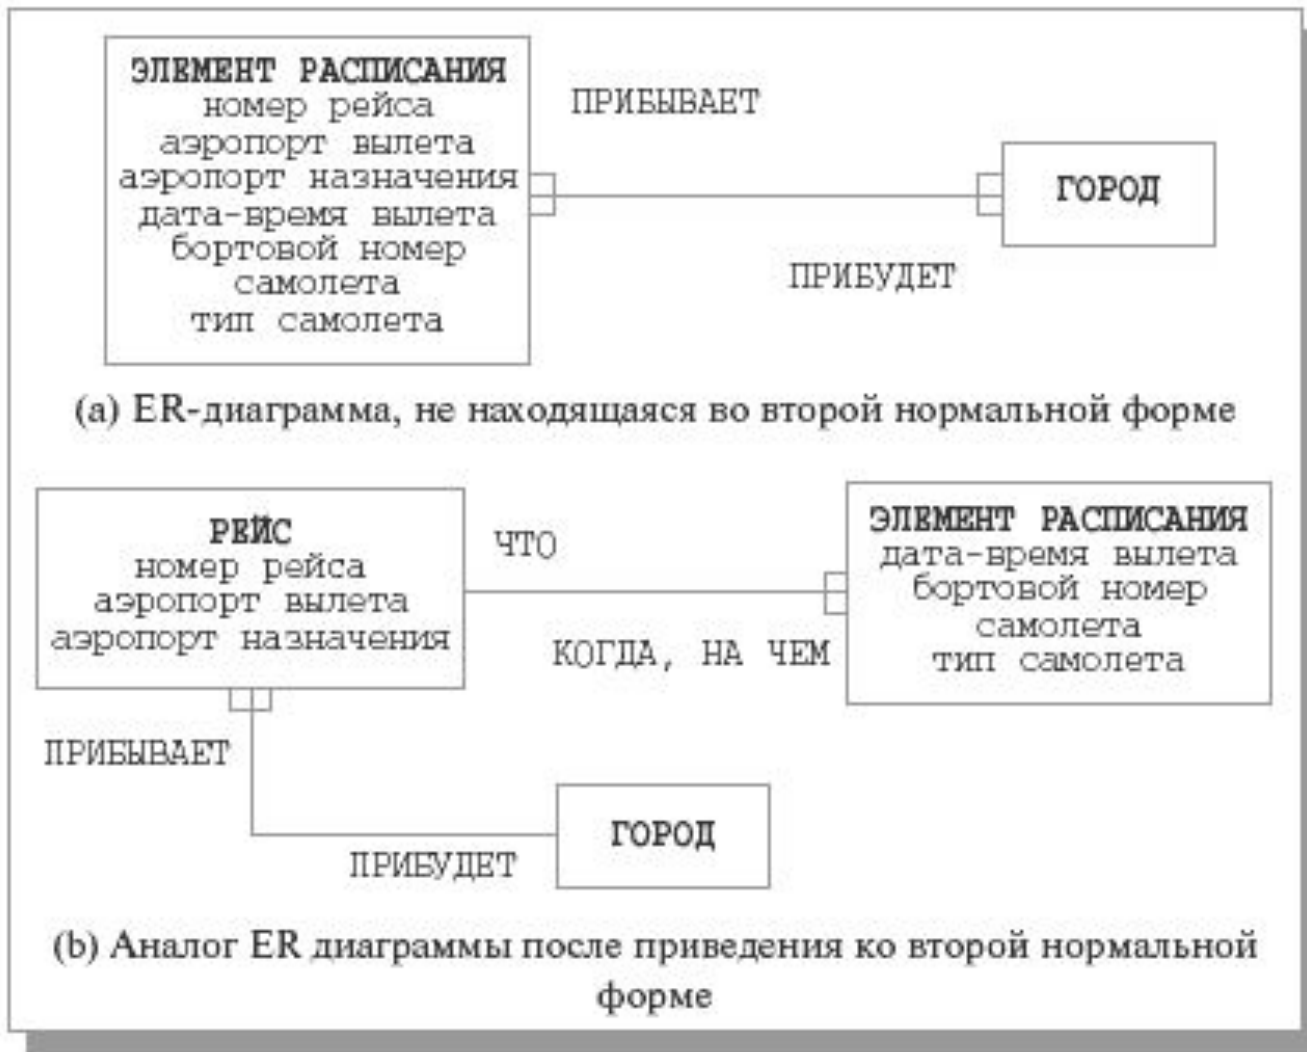 ЭЛЕМЕНТ РАСПИСАНИЯ
номер рейса
аэропорт вылета
аэропорт назначения
дата-время вылета
бортовой номер
самолета
тип самолета
ПРИБЫВАЕТ
ПРИБУДЕТ
ГОРОД
(a) ER-диаграмма, не находящаяся во второй нормальной форме
РЕЙС
номер рейса
аэропорт вылета
аэропорт назначения
ЧТО
КОГДА, НА ЧЕМ
ЭЛЕМЕНТ РАСПИСАНИЯ
дата-время вылета
бортовой номер
самолета
тип самолета
ПРИБЫВАЕТ
ПРИБУДЕТ
ГОРОД
(b) Аналог ER диаграммы после приведения ко второй нормальной
форме